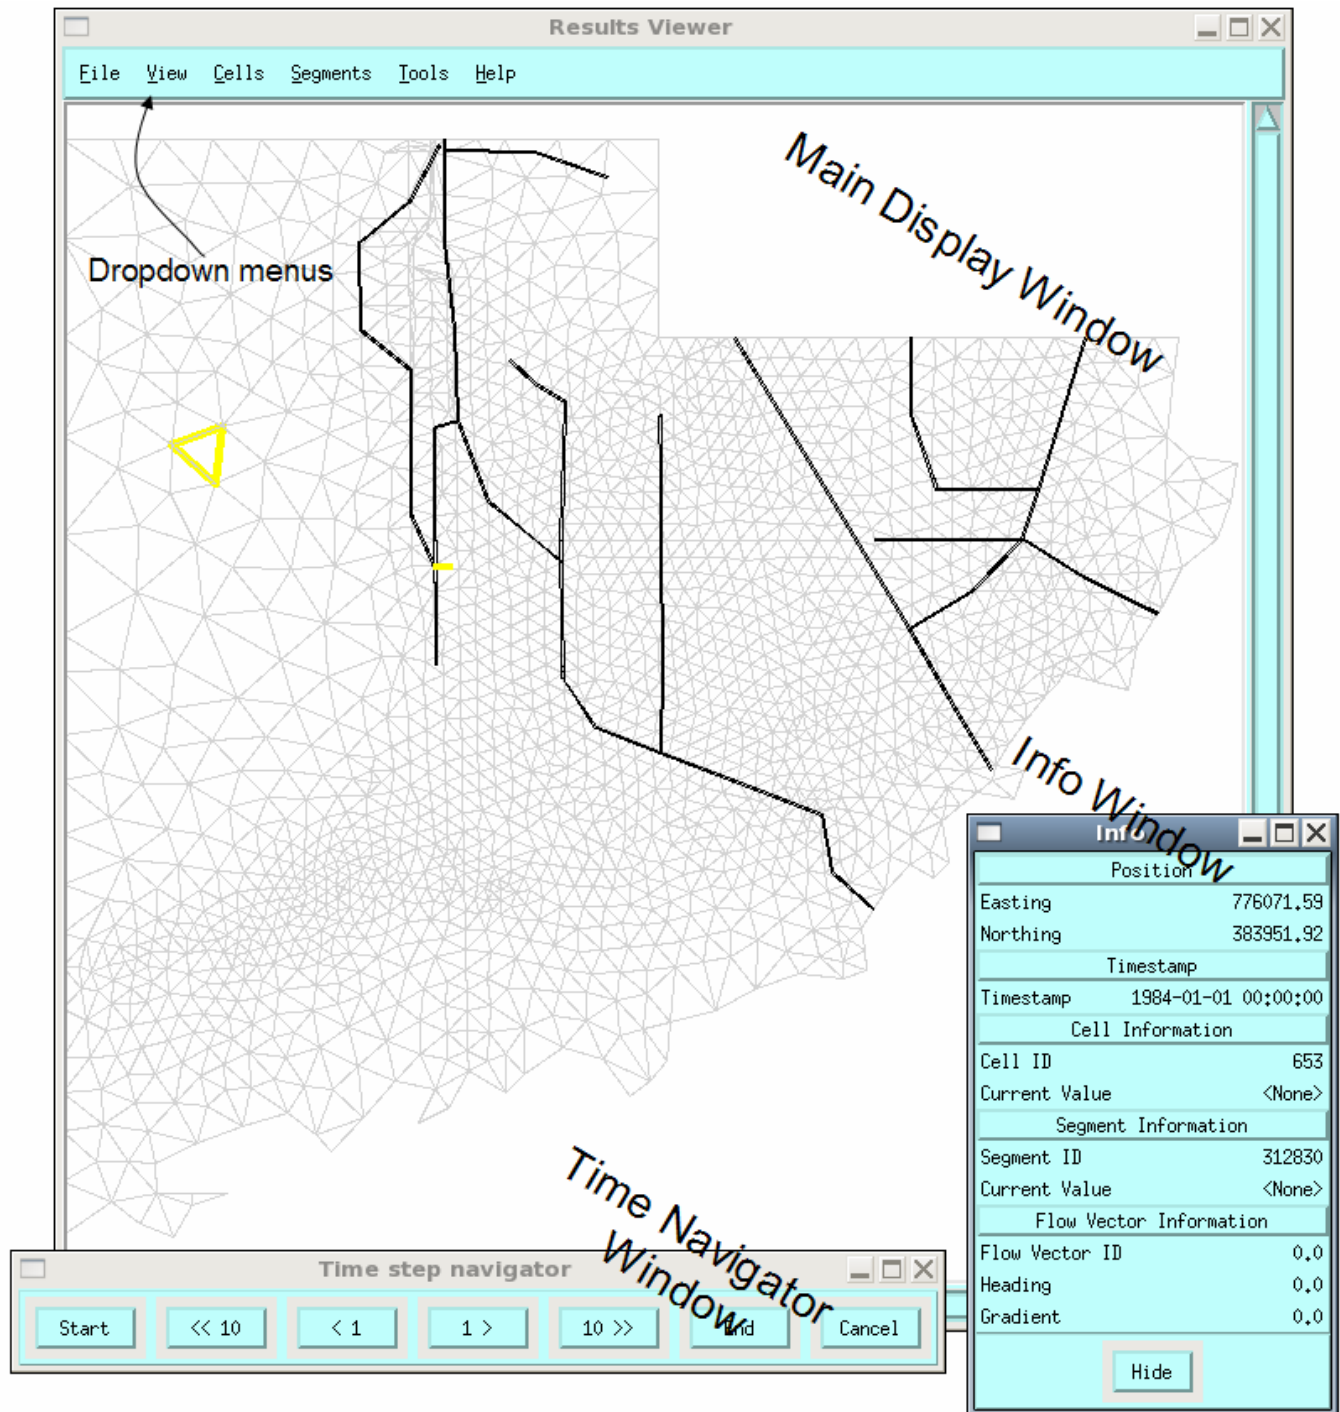 Results Viewer
File View Cells Segments Tools Help
Main Display Window
Dropdown menus
Info Window
Info
Position
Easting 776071.59
Northing 383951.92
Timestamp
Timestamp 1984-01-01 00:00:00
Cell Information
Cell ID 653
Current Value <None>
Segment Information
Segment ID 312830
Current Value <None>
Flow Vector Information
Flow Vector ID 0.0
Heading 0.0
Gradient 0.0
Hide
Time Navigator
Window
Time step navigator
Start << 10 < 1 1 > 10 >> End Cancel